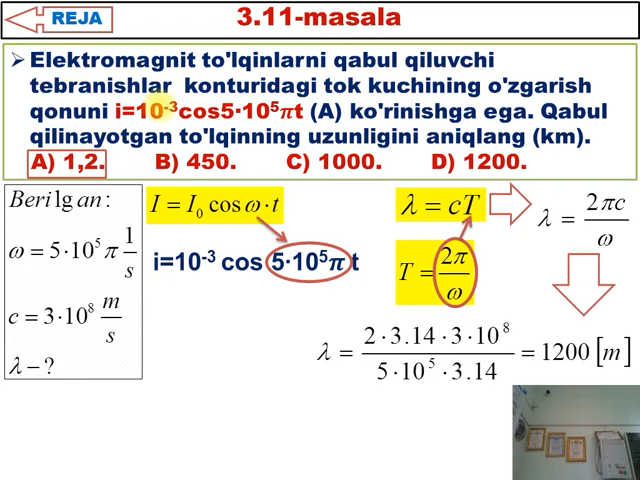 REJA
3.11-masala
➢ Elektromagnit to'lqinlarni qabul qiluvchi
tebranishlar konturidagi tok kuchining o'zgarish
qonuni i=10⁻³cos5·10⁵πt (A) ko'rinishga ega. Qabul
qilinayotgan to'lqinning uzunligini aniqlang (km).
A) 1,2. B) 450. C) 1000. D) 1200.
Berilgan:
ω = 5·10⁵ π 1/s
c = 3·10⁸ m/s
λ − ?
I = I₀ cos ω · t
i=10⁻³ cos 5·10⁵π t
λ = cT
T = 2π/ω
λ = 2πc/ω
λ = (2·3.14·3·10⁸)/(5·10⁵·3.14) = 1200 [m]